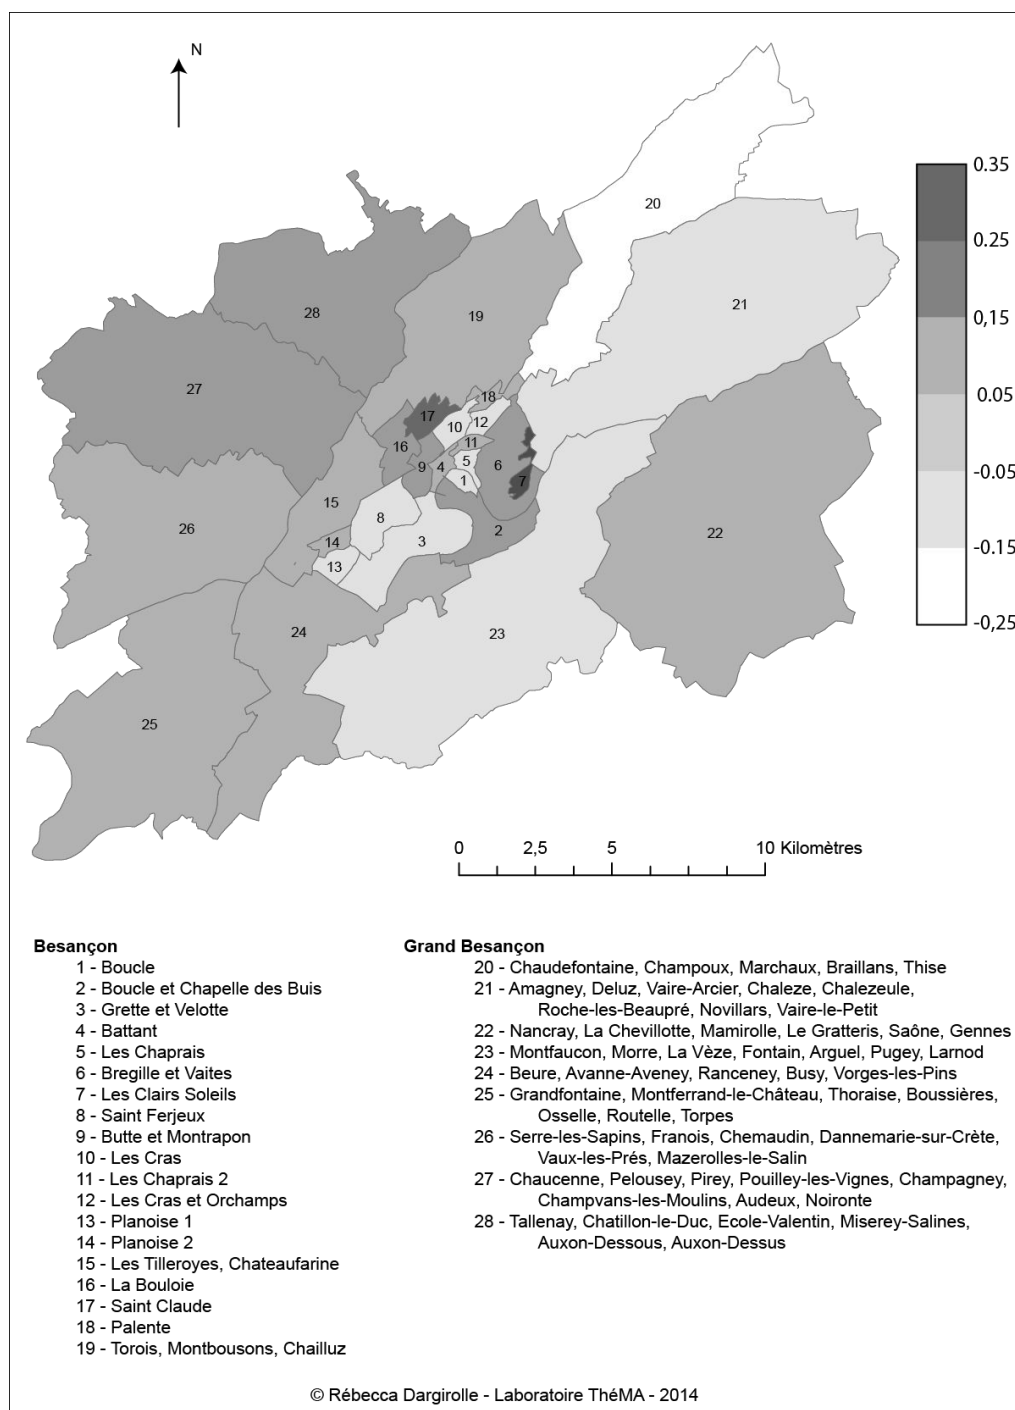 N
0.35
0.25
0,15
0.05
-0.05
-0.15
-0,25
20
21
28
19
27
18
17
12
10
16
11
5
6
9
4
7
1
15
8
26
2
22
3
14
13
24
23
25
0 2,5 5 10 Kilomètres
Besançon
1 - Boucle
2 - Boucle et Chapelle des Buis
3 - Grette et Velotte
4 - Battant
5 - Les Chaprais
6 - Bregille et Vaites
7 - Les Clairs Soleils
8 - Saint Ferjeux
9 - Butte et Montrapon
10 - Les Cras
11 - Les Chaprais 2
12 - Les Cras et Orchamps
13 - Planoise 1
14 - Planoise 2
15 - Les Tilleroyes, Chateaufarine
16 - La Bouloie
17 - Saint Claude
18 - Palente
19 - Torois, Montbousons, Chailluz
Grand Besançon
20 - Chaudefontaine, Champoux, Marchaux, Braillans, Thise
21 - Amagney, Deluz, Vaire-Arcier, Chaleze, Chalezeule,
Roche-les-Beaupré, Novillars, Vaire-le-Petit
22 - Nancray, La Chevillotte, Mamirolle, Le Gratteris, Saône, Gennes
23 - Montfaucon, Morre, La Vèze, Fontain, Arguel, Pugey, Larnod
24 - Beure, Avanne-Aveney, Ranceney, Busy, Vorges-les-Pins
25 - Grandfontaine, Montferrand-le-Château, Thoraise, Boussières,
Osselle, Routelle, Torpes
26 - Serre-les-Sapins, Franois, Chemaudin, Dannemarie-sur-Crète,
Vaux-les-Prés, Mazerolles-le-Salin
27 - Chaucenne, Pelousey, Pirey, Pouilley-les-Vignes, Champagney,
Champvans-les-Moulins, Audeux, Noironte
28 - Tallenay, Chatillon-le-Duc, Ecole-Valentin, Miserey-Salines,
Auxon-Dessous, Auxon-Dessus
© Rébecca Dargirolle - Laboratoire ThéMA - 2014